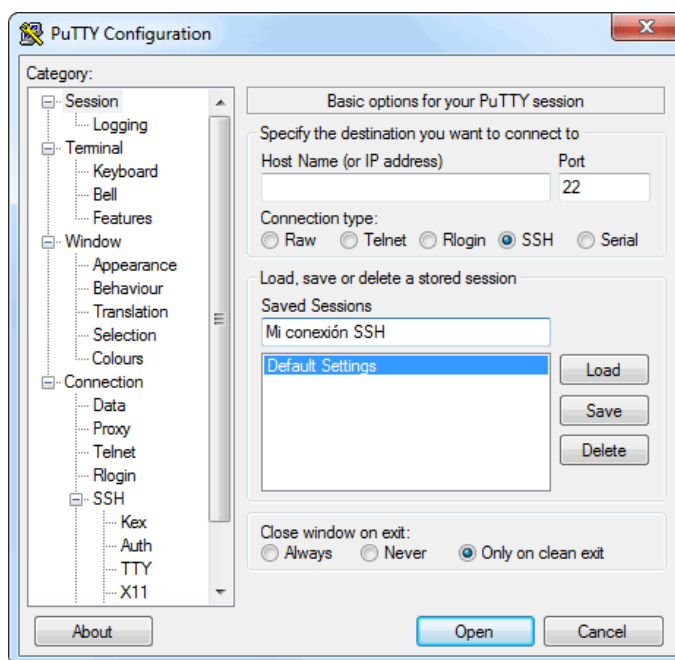 PuTTY Configuration
Category:
Session
Logging
Terminal
Keyboard
Bell
Features
Window
Appearance
Behaviour
Translation
Selection
Colours
Connection
Data
Proxy
Telnet
Rlogin
SSH
Kex
Auth
TTY
X11
Basic options for your PuTTY session
Specify the destination you want to connect to
Host Name (or IP address) Port
22
Connection type:
Raw Telnet Rlogin SSH Serial
Load, save or delete a stored session
Saved Sessions
Mi conexión SSH
Default Settings
Load
Save
Delete
Close window on exit:
Always Never Only on clean exit
About Open Cancel